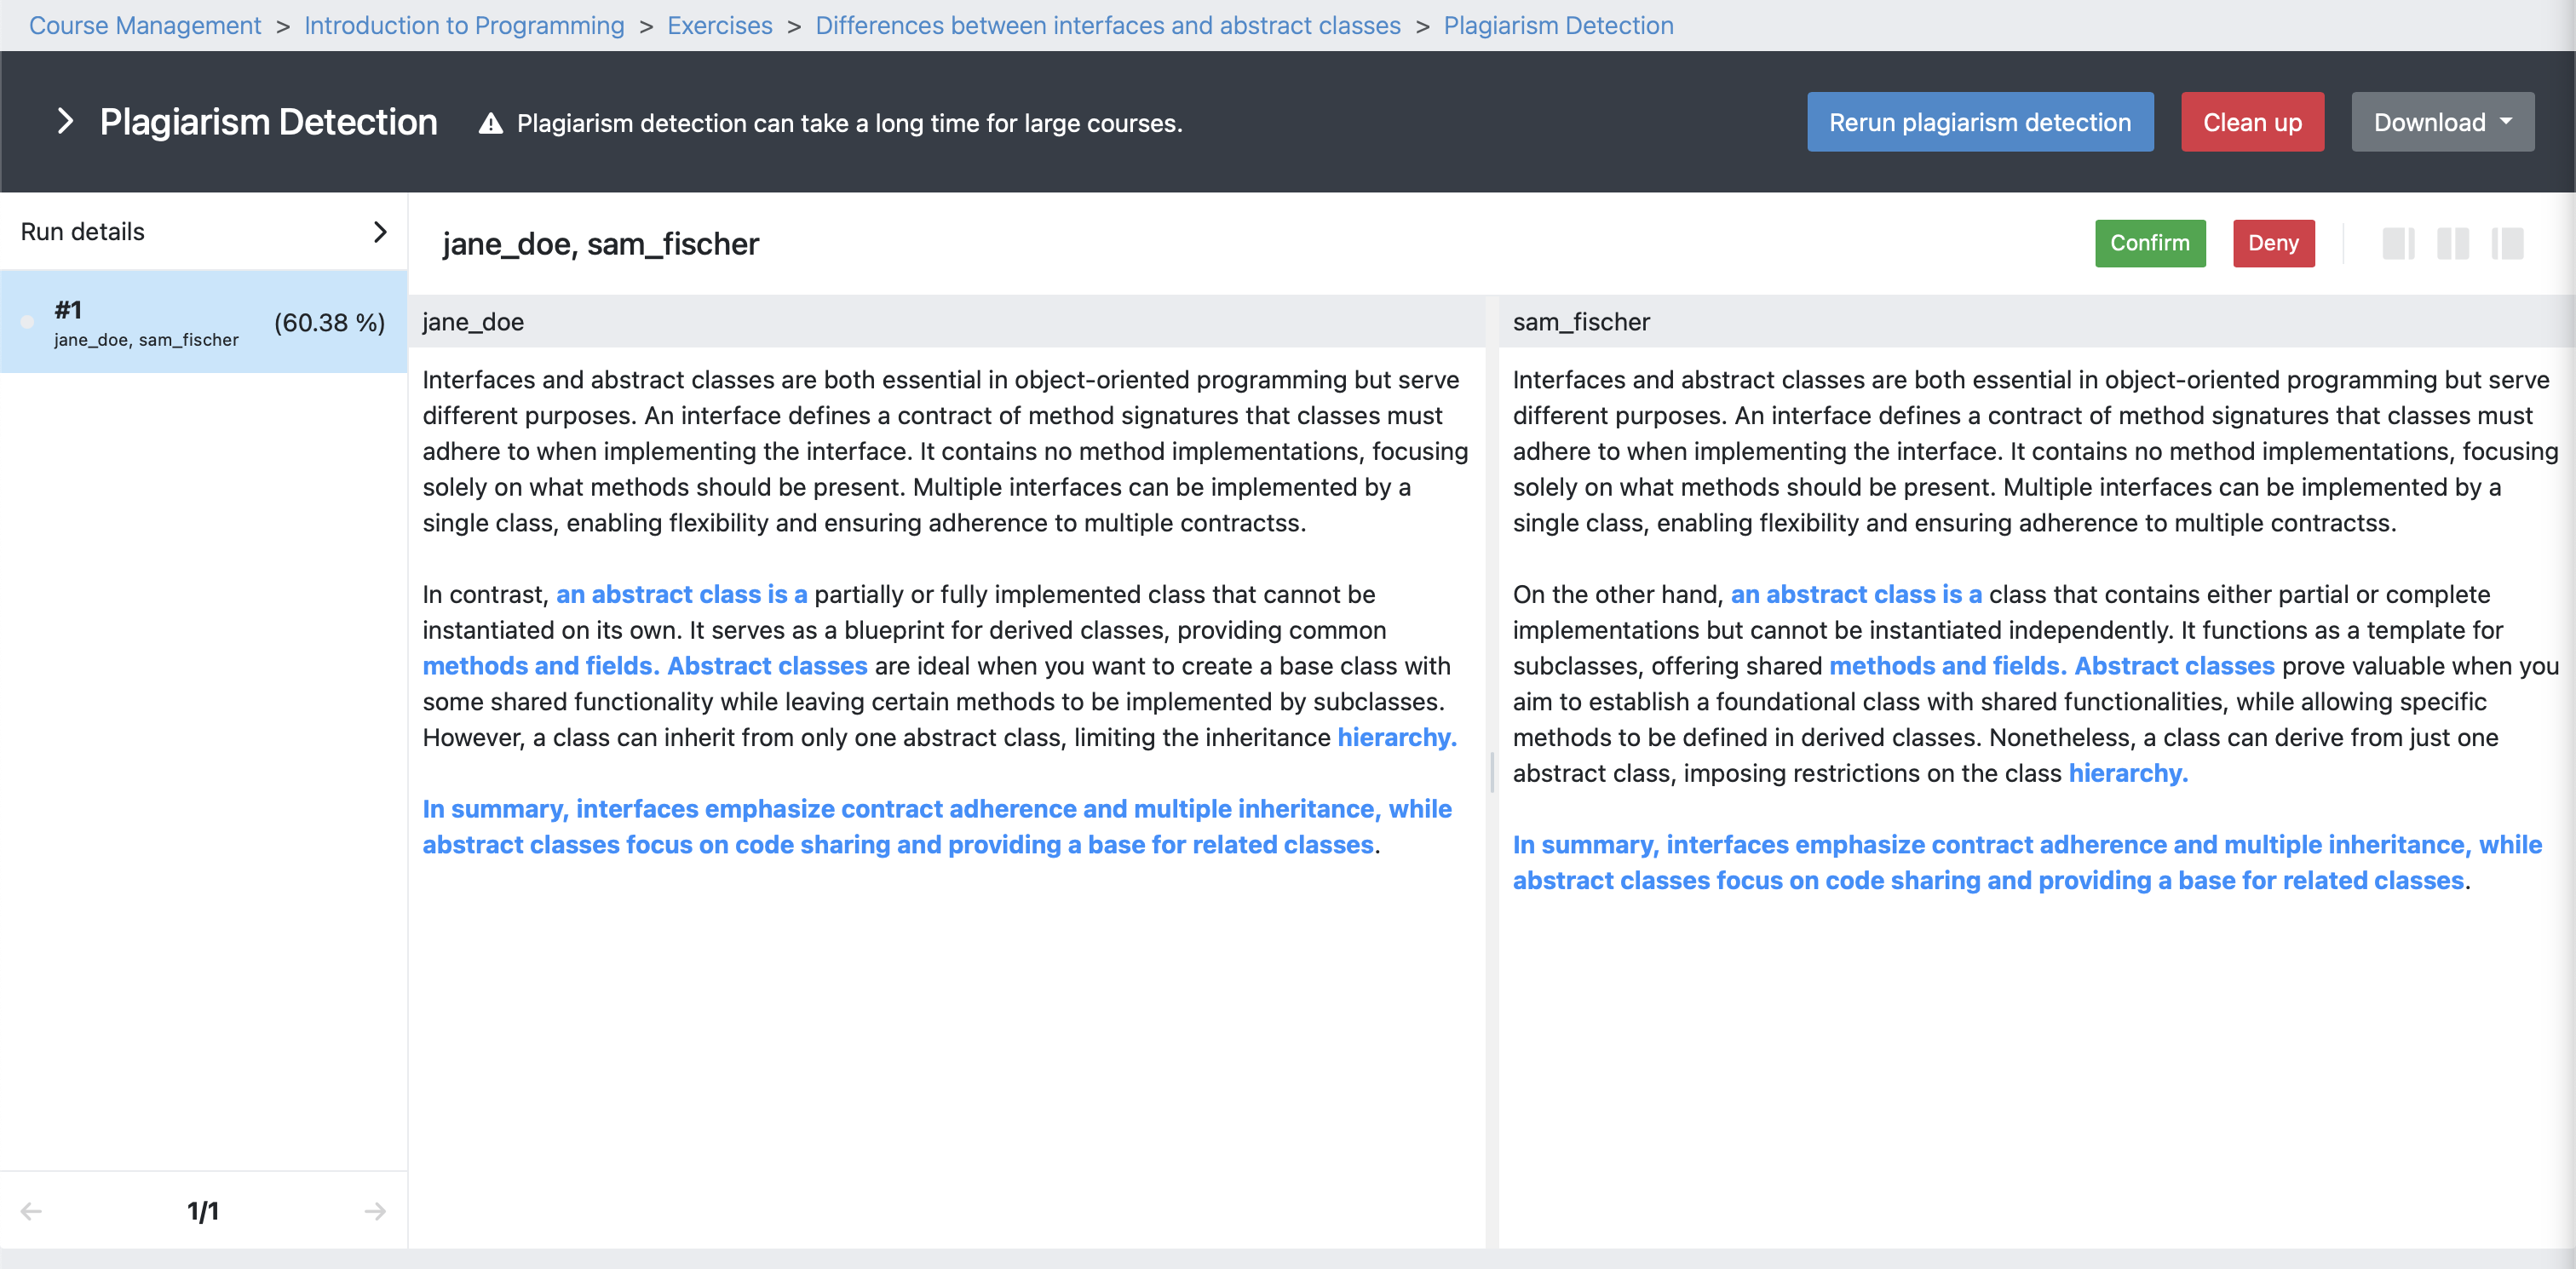 Course Management > Introduction to Programming > Exercises > Differences between interfaces and abstract classes > Plagiarism Detection
Plagiarism Detection Plagiarism detection can take a long time for large courses. Rerun plagiarism detection Clean up Download
Run details
#1
jane_doe, sam_fischer
(60.38 %)
1/1
jane_doe, sam_fischer Confirm Deny
jane_doe
Interfaces and abstract classes are both essential in object-oriented programming but serve
different purposes. An interface defines a contract of method signatures that classes must
adhere to when implementing the interface. It contains no method implementations, focusing
solely on what methods should be present. Multiple interfaces can be implemented by a
single class, enabling flexibility and ensuring adherence to multiple contractss.
In contrast, an abstract class is a partially or fully implemented class that cannot be
instantiated on its own. It serves as a blueprint for derived classes, providing common
methods and fields. Abstract classes are ideal when you want to create a base class with
some shared functionality while leaving certain methods to be implemented by subclasses.
However, a class can inherit from only one abstract class, limiting the inheritance hierarchy.
In summary, interfaces emphasize contract adherence and multiple inheritance, while
abstract classes focus on code sharing and providing a base for related classes.
sam_fischer
Interfaces and abstract classes are both essential in object-oriented programming but serve
different purposes. An interface defines a contract of method signatures that classes must
adhere to when implementing the interface. It contains no method implementations, focusing
solely on what methods should be present. Multiple interfaces can be implemented by a
single class, enabling flexibility and ensuring adherence to multiple contractss.
On the other hand, an abstract class is a class that contains either partial or complete
implementations but cannot be instantiated independently. It functions as a template for
subclasses, offering shared methods and fields. Abstract classes prove valuable when you
aim to establish a foundational class with shared functionalities, while allowing specific
methods to be defined in derived classes. Nonetheless, a class can derive from just one
abstract class, imposing restrictions on the class hierarchy.
In summary, interfaces emphasize contract adherence and multiple inheritance, while
abstract classes focus on code sharing and providing a base for related classes.